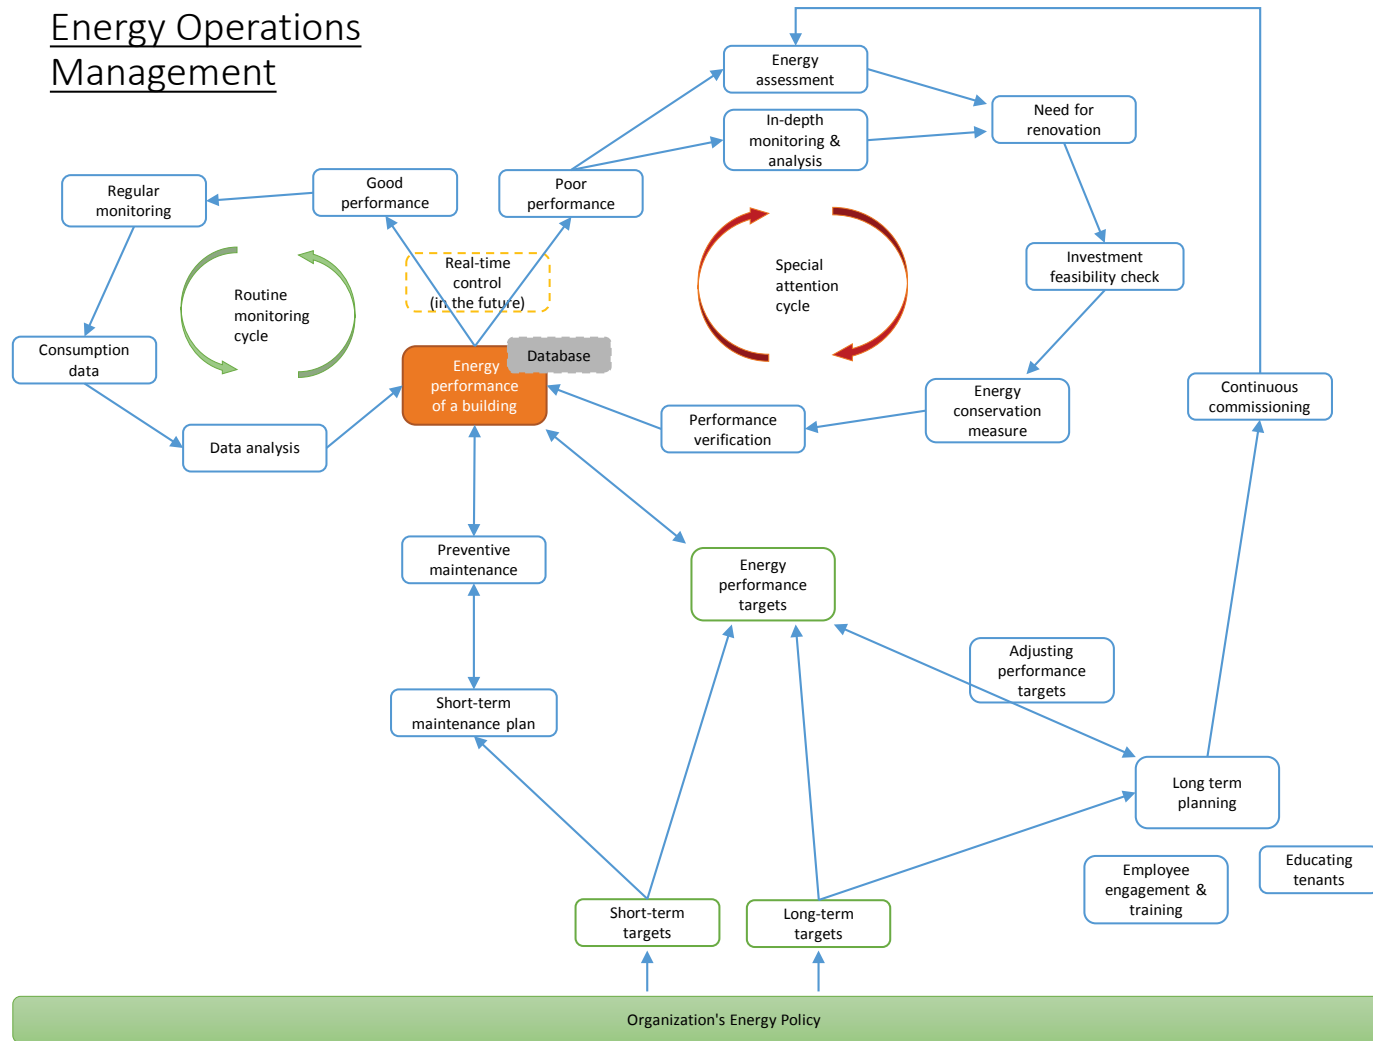 Energy Operations
Management
Energy
assessment
In-depth
monitoring &
analysis
Need for
renovation
Good
performance
Poor
performance
Regular
monitoring
Real-time
control
(in the future)
Routine
monitoring
cycle
Special
attention
cycle
Investment
feasibility check
Consumption
data
Database
Energy
performance
of a building
Energy
conservation
measure
Continuous
commissioning
Performance
verification
Data analysis
Preventive
maintenance
Energy
performance
targets
Adjusting
performance
targets
Short-term
maintenance plan
Long term
planning
Employee
engagement &
training
Educating
tenants
Short-term
targets
Long-term
targets
Organization's Energy Policy